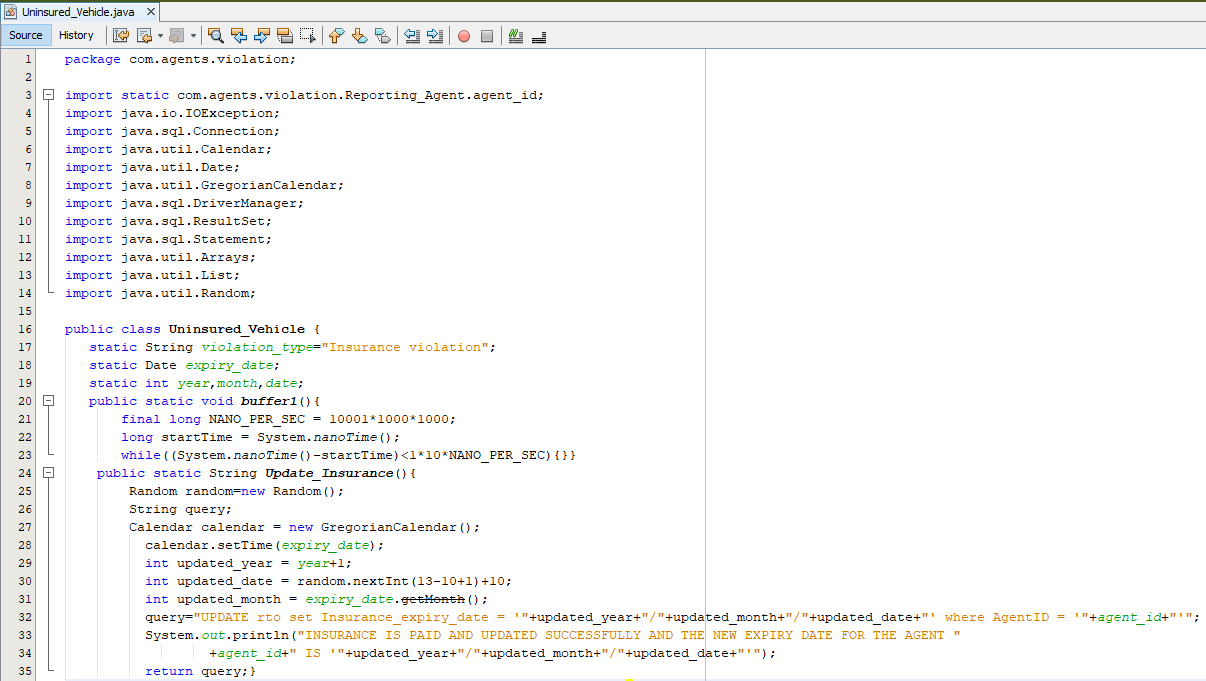 Uninsured_Vehicle.java
Source History
1 package com.agents.violation;
2
3 import static com.agents.violation.Reporting_Agent.agent_id;
4 import java.io.IOException;
5 import java.sql.Connection;
6 import java.util.Calendar;
7 import java.util.Date;
8 import java.util.GregorianCalendar;
9 import java.sql.DriverManager;
10 import java.sql.ResultSet;
11 import java.sql.Statement;
12 import java.util.Arrays;
13 import java.util.List;
14 import java.util.Random;
15
16 public class Uninsured_Vehicle {
17 static String violation_type="Insurance violation";
18 static Date expiry_date;
19 static int year,month,date;
20 public static void buffer1(){
21 final long NANO_PER_SEC = 1000l*1000*1000;
22 long startTime = System.nanoTime();
23 while((System.nanoTime()-startTime)<1*10*NANO_PER_SEC){}}
24 public static String Update_Insurance(){
25 Random random=new Random();
26 String query;
27 Calendar calendar = new GregorianCalendar();
28 calendar.setTime(expiry_date);
29 int updated_year = year+1;
30 int updated_date = random.nextInt(13-10+1)+10;
31 int updated_month = expiry_date.getMonth();
32 query="UPDATE rto set Insurance_expiry_date = '"+updated_year+"/"+updated_month+"/"+updated_date+"' where AgentID = '"+agent_id+"'";
33 System.out.println("INSURANCE IS PAID AND UPDATED SUCCESSFULLY AND THE NEW EXPIRY DATE FOR THE AGENT "
34 +agent_id+" IS '"+updated_year+"/"+updated_month+"/"+updated_date+"'");
35 return query;}